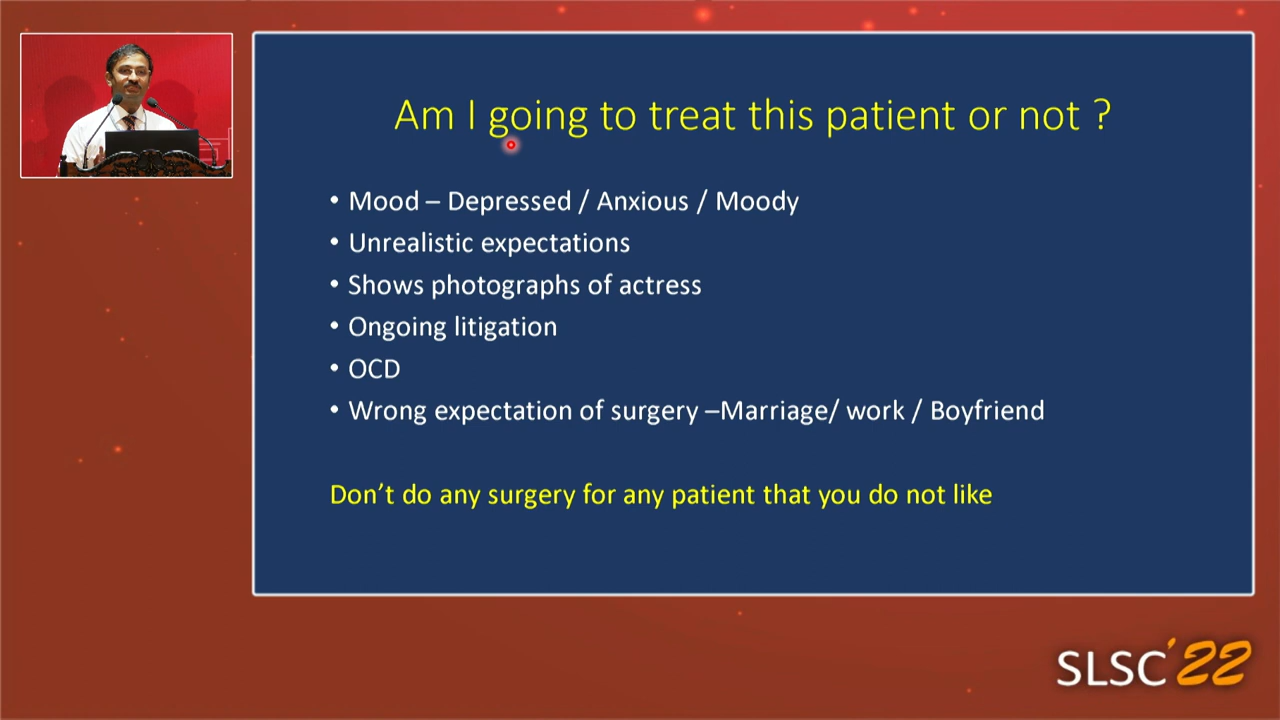 Am I going to treat this patient or not ?
• Mood – Depressed / Anxious / Moody
• Unrealistic expectations
• Shows photographs of actress
• Ongoing litigation
• OCD
• Wrong expectation of surgery –Marriage/ work / Boyfriend
Don’t do any surgery for any patient that you do not like
SLSC'22